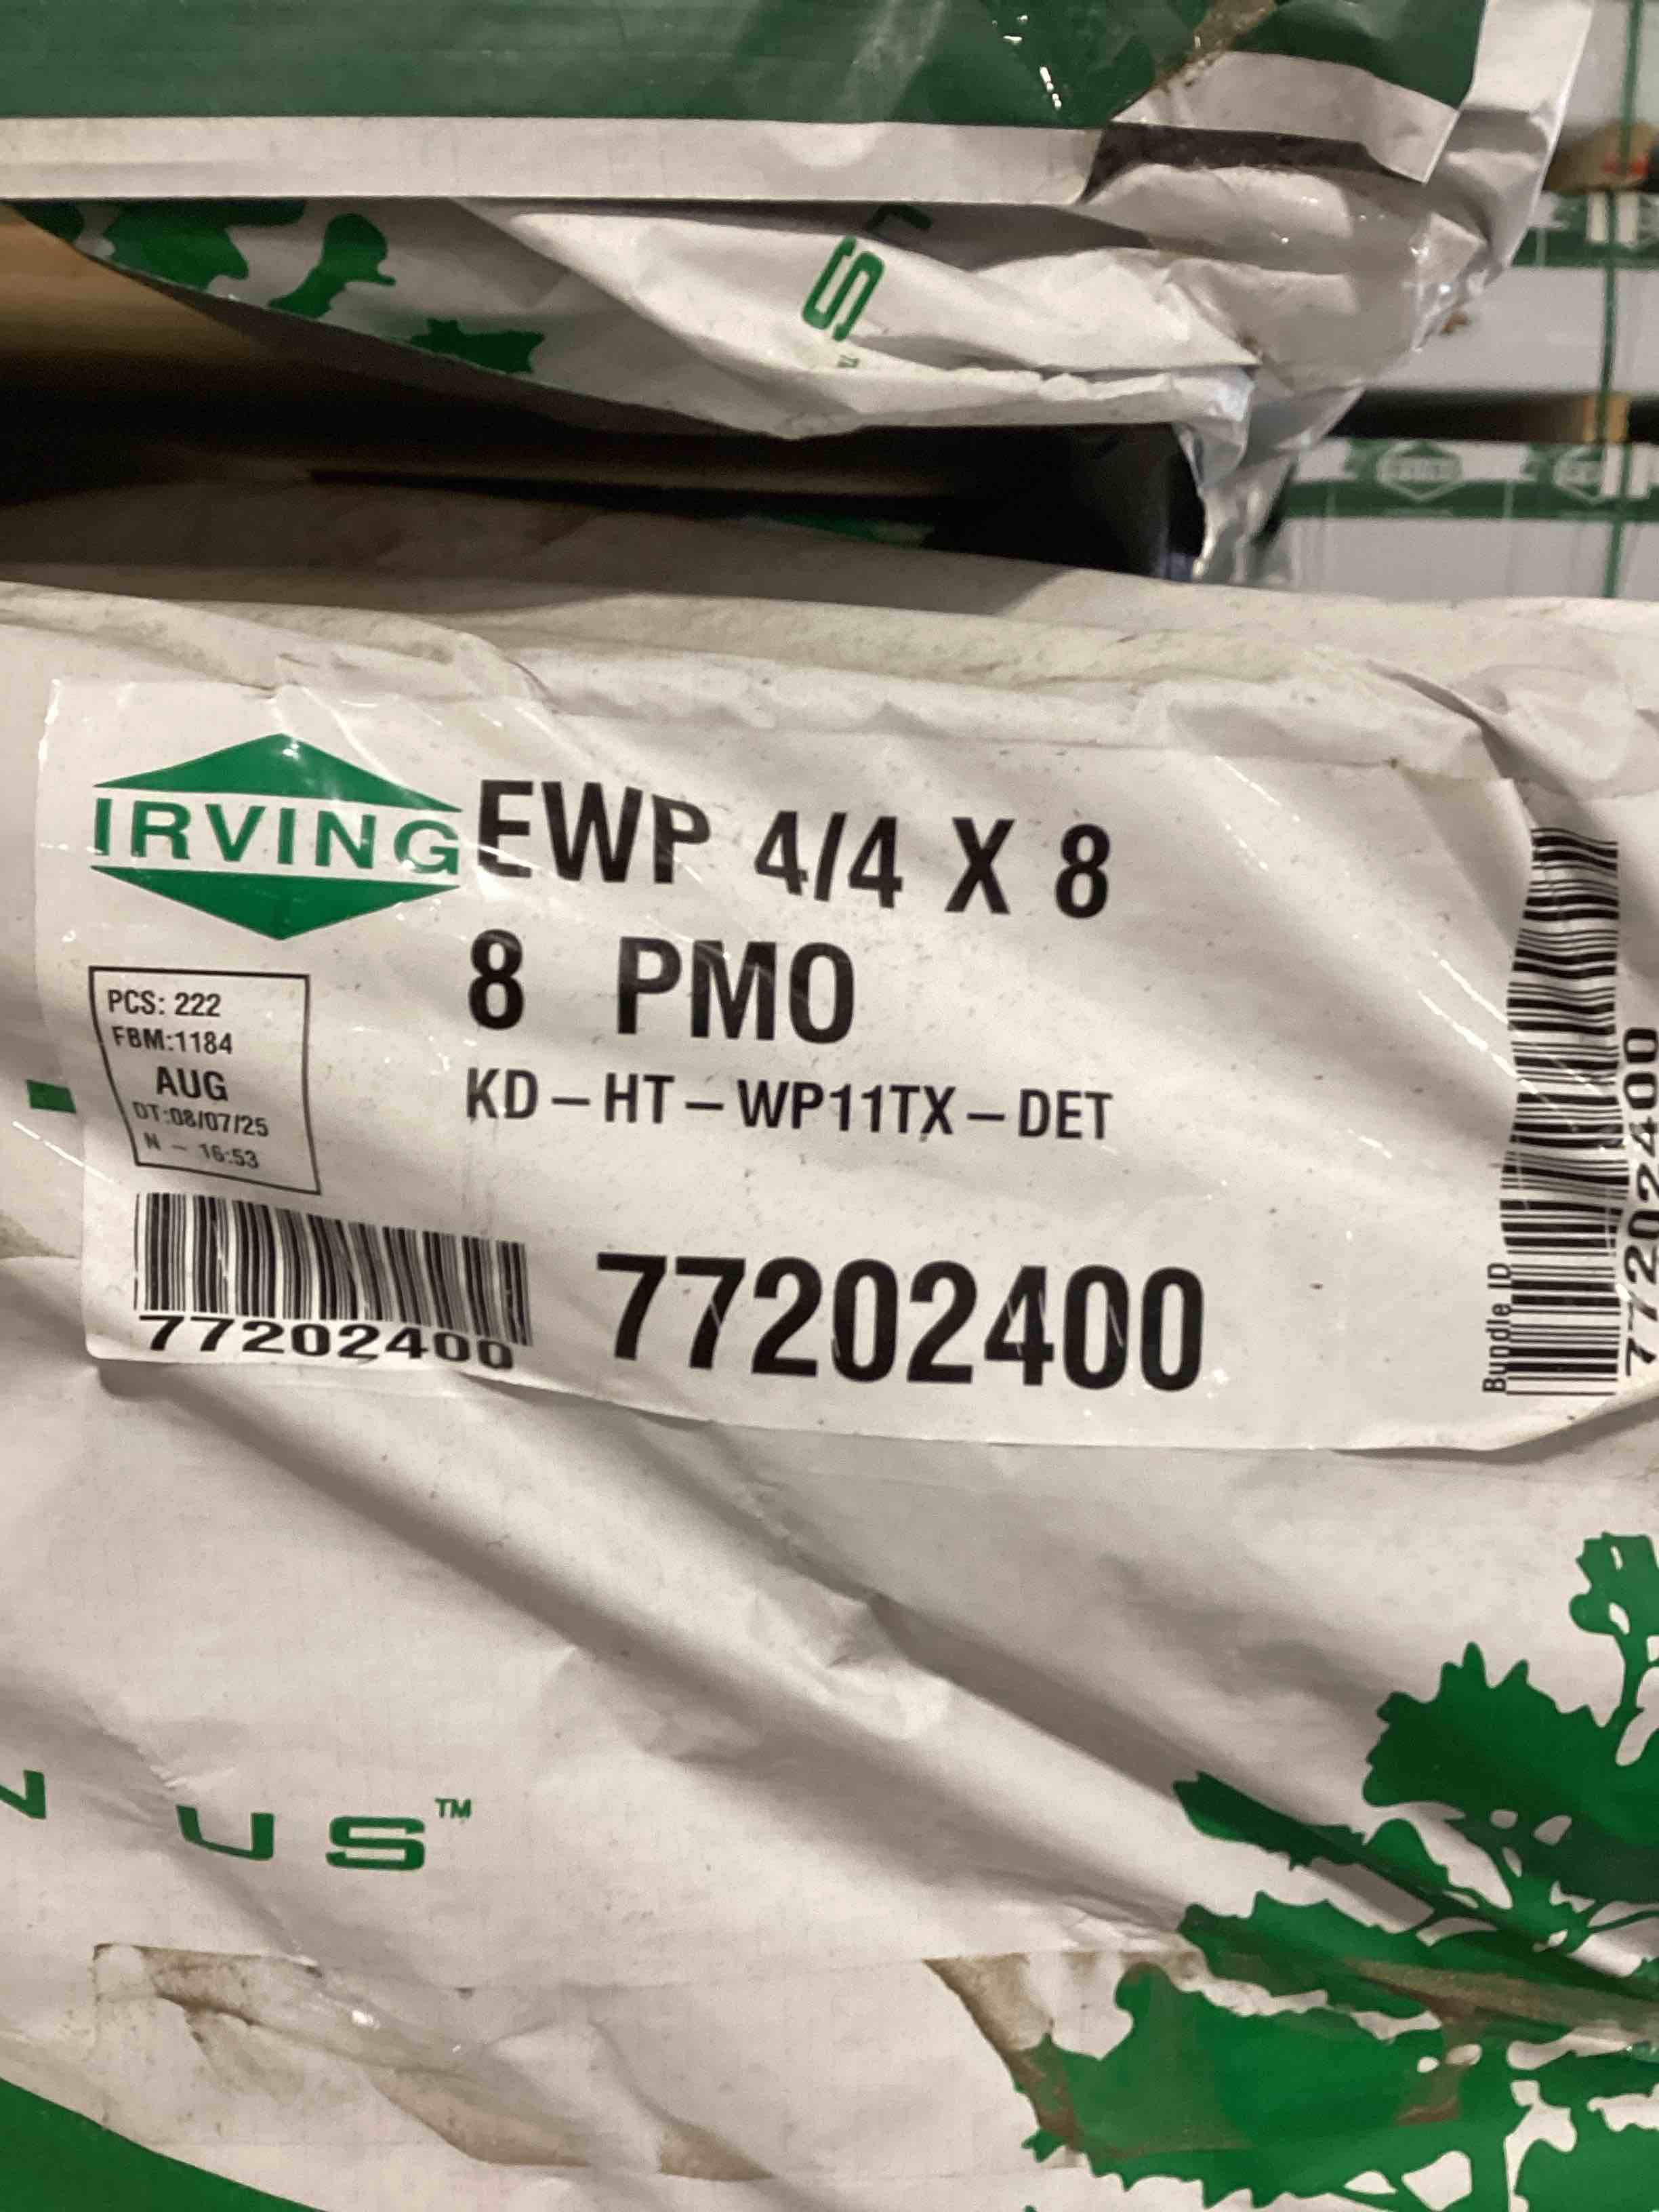 S
IRVING
EWP 4/4 X 8
8 PMO
KD-HT-WP11TX-DET
PCS: 222
FBM:1184
AUG
DT:08/07/25
N - 16:53
77202400
77202400
Bundle ID
77202400
US™